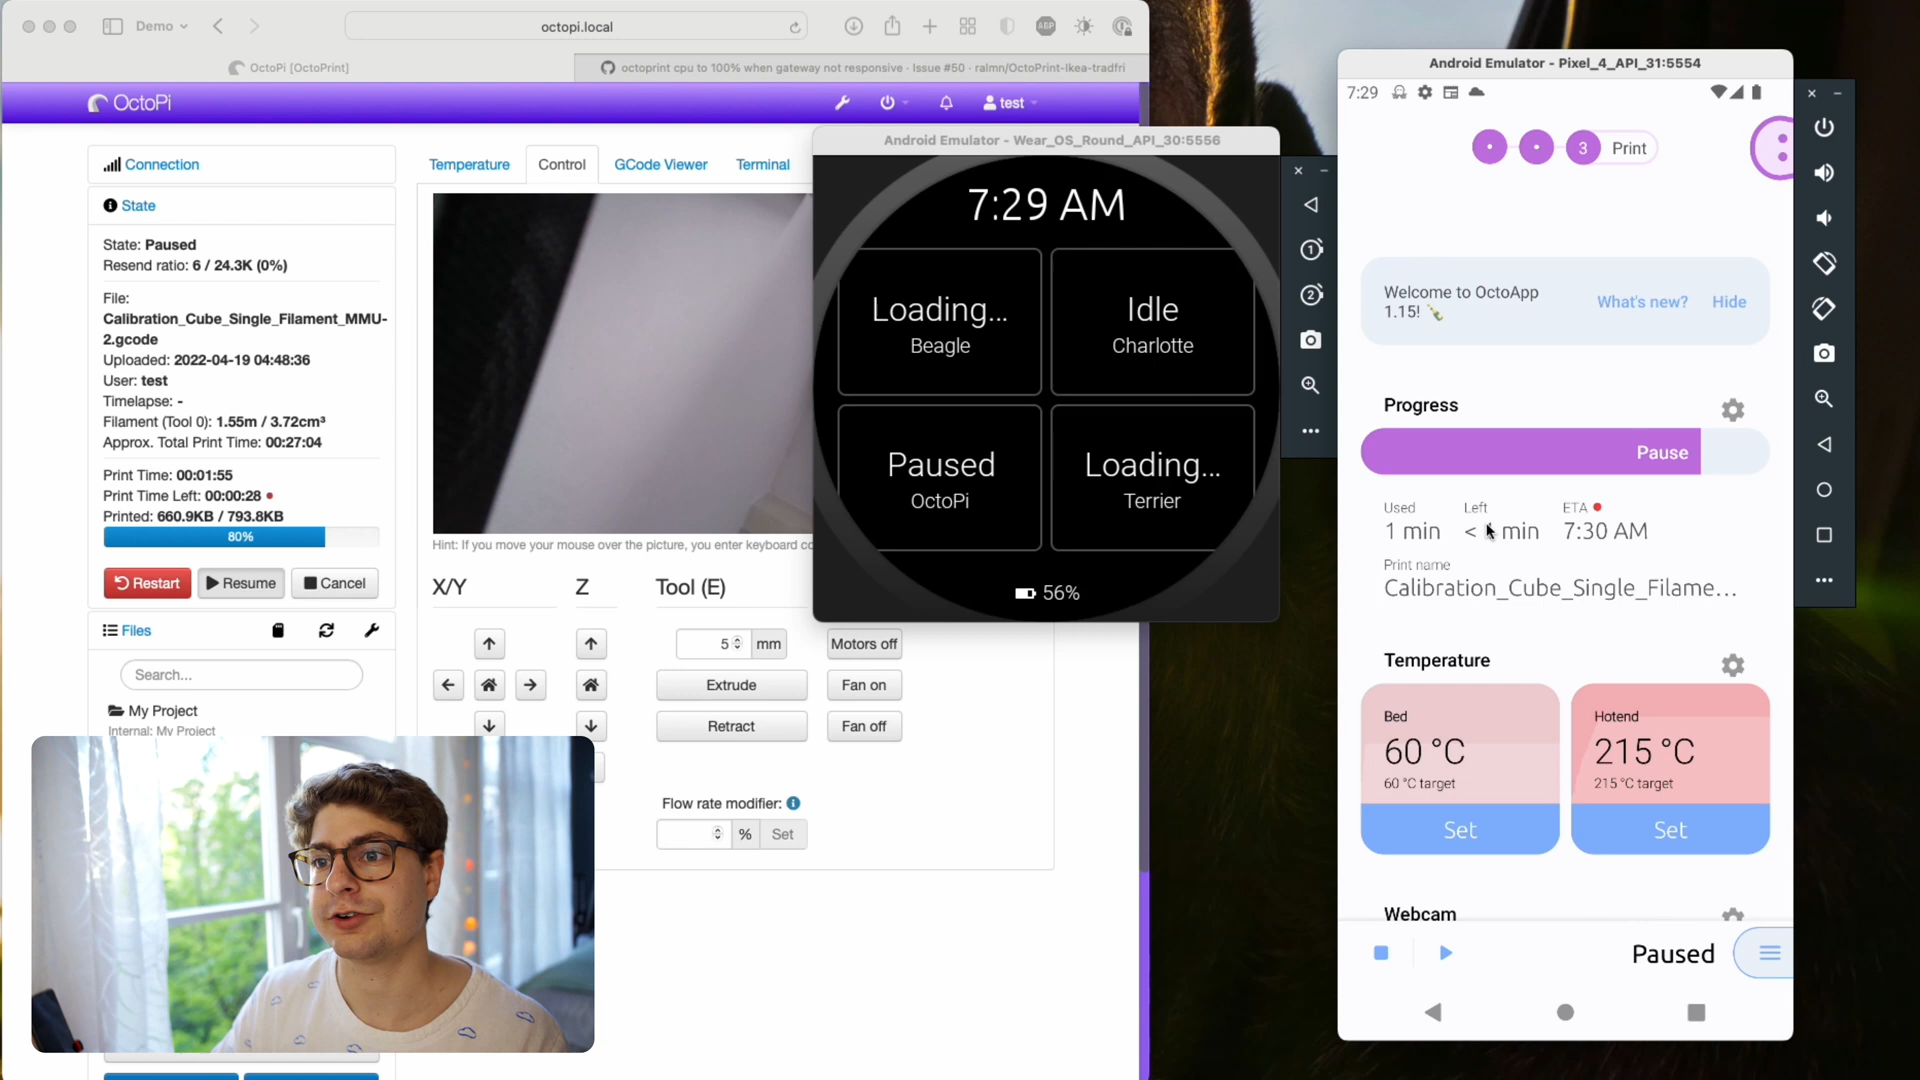 Demo
octopi.local
ABP
OctoPi [OctoPrint]
octoprint cpu to 100% when gateway not responsive · Issue #50 · ralmn/OctoPrint-Ikea-tradfri
OctoPi
test
Connection
State
State: Paused
Resend ratio: 6 / 24.3K (0%)
File:
Calibration_Cube_Single_Filament_MMU-
2.gcode
Uploaded: 2022-04-19 04:48:36
User: test
Timelapse: -
Filament (Tool 0): 1.55m / 3.72cm³
Approx. Total Print Time: 00:27:04
Print Time: 00:01:55
Print Time Left: 00:00:28
Printed: 660.9KB / 793.8KB
80%
Restart
Resume
Cancel
Files
Search...
My Project
Internal: My Project
Temperature
Control
GCode Viewer
Terminal
Hint: If you move your mouse over the picture, you enter keyboard co
X/Y
Z
Tool (E)
5
mm
Motors off
Extrude
Fan on
Retract
Fan off
Flow rate modifier:
%
Set
Android Emulator - Wear_OS_Round_API_30:5556
7:29 AM
Loading...
Beagle
Idle
Charlotte
Paused
OctoPi
Loading...
Terrier
56%
1
2
Android Emulator - Pixel_4_API_31:5554
7:29
3
Print
Welcome to OctoApp
1.15!
What's new?
Hide
Progress
Pause
Used
Left
ETA
1 min
< min
7:30 AM
Print name
Calibration_Cube_Single_Filame...
Temperature
Bed
60 °C
60 °C target
Set
Hotend
215 °C
215 °C target
Set
Webcam
Paused